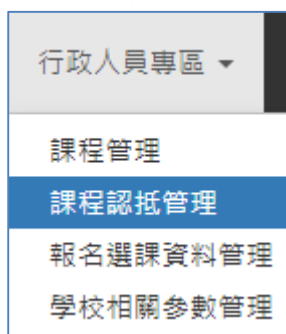 行政人員專區
課程管理
課程認抵管理
報名選課資料管理
學校相關參數管理